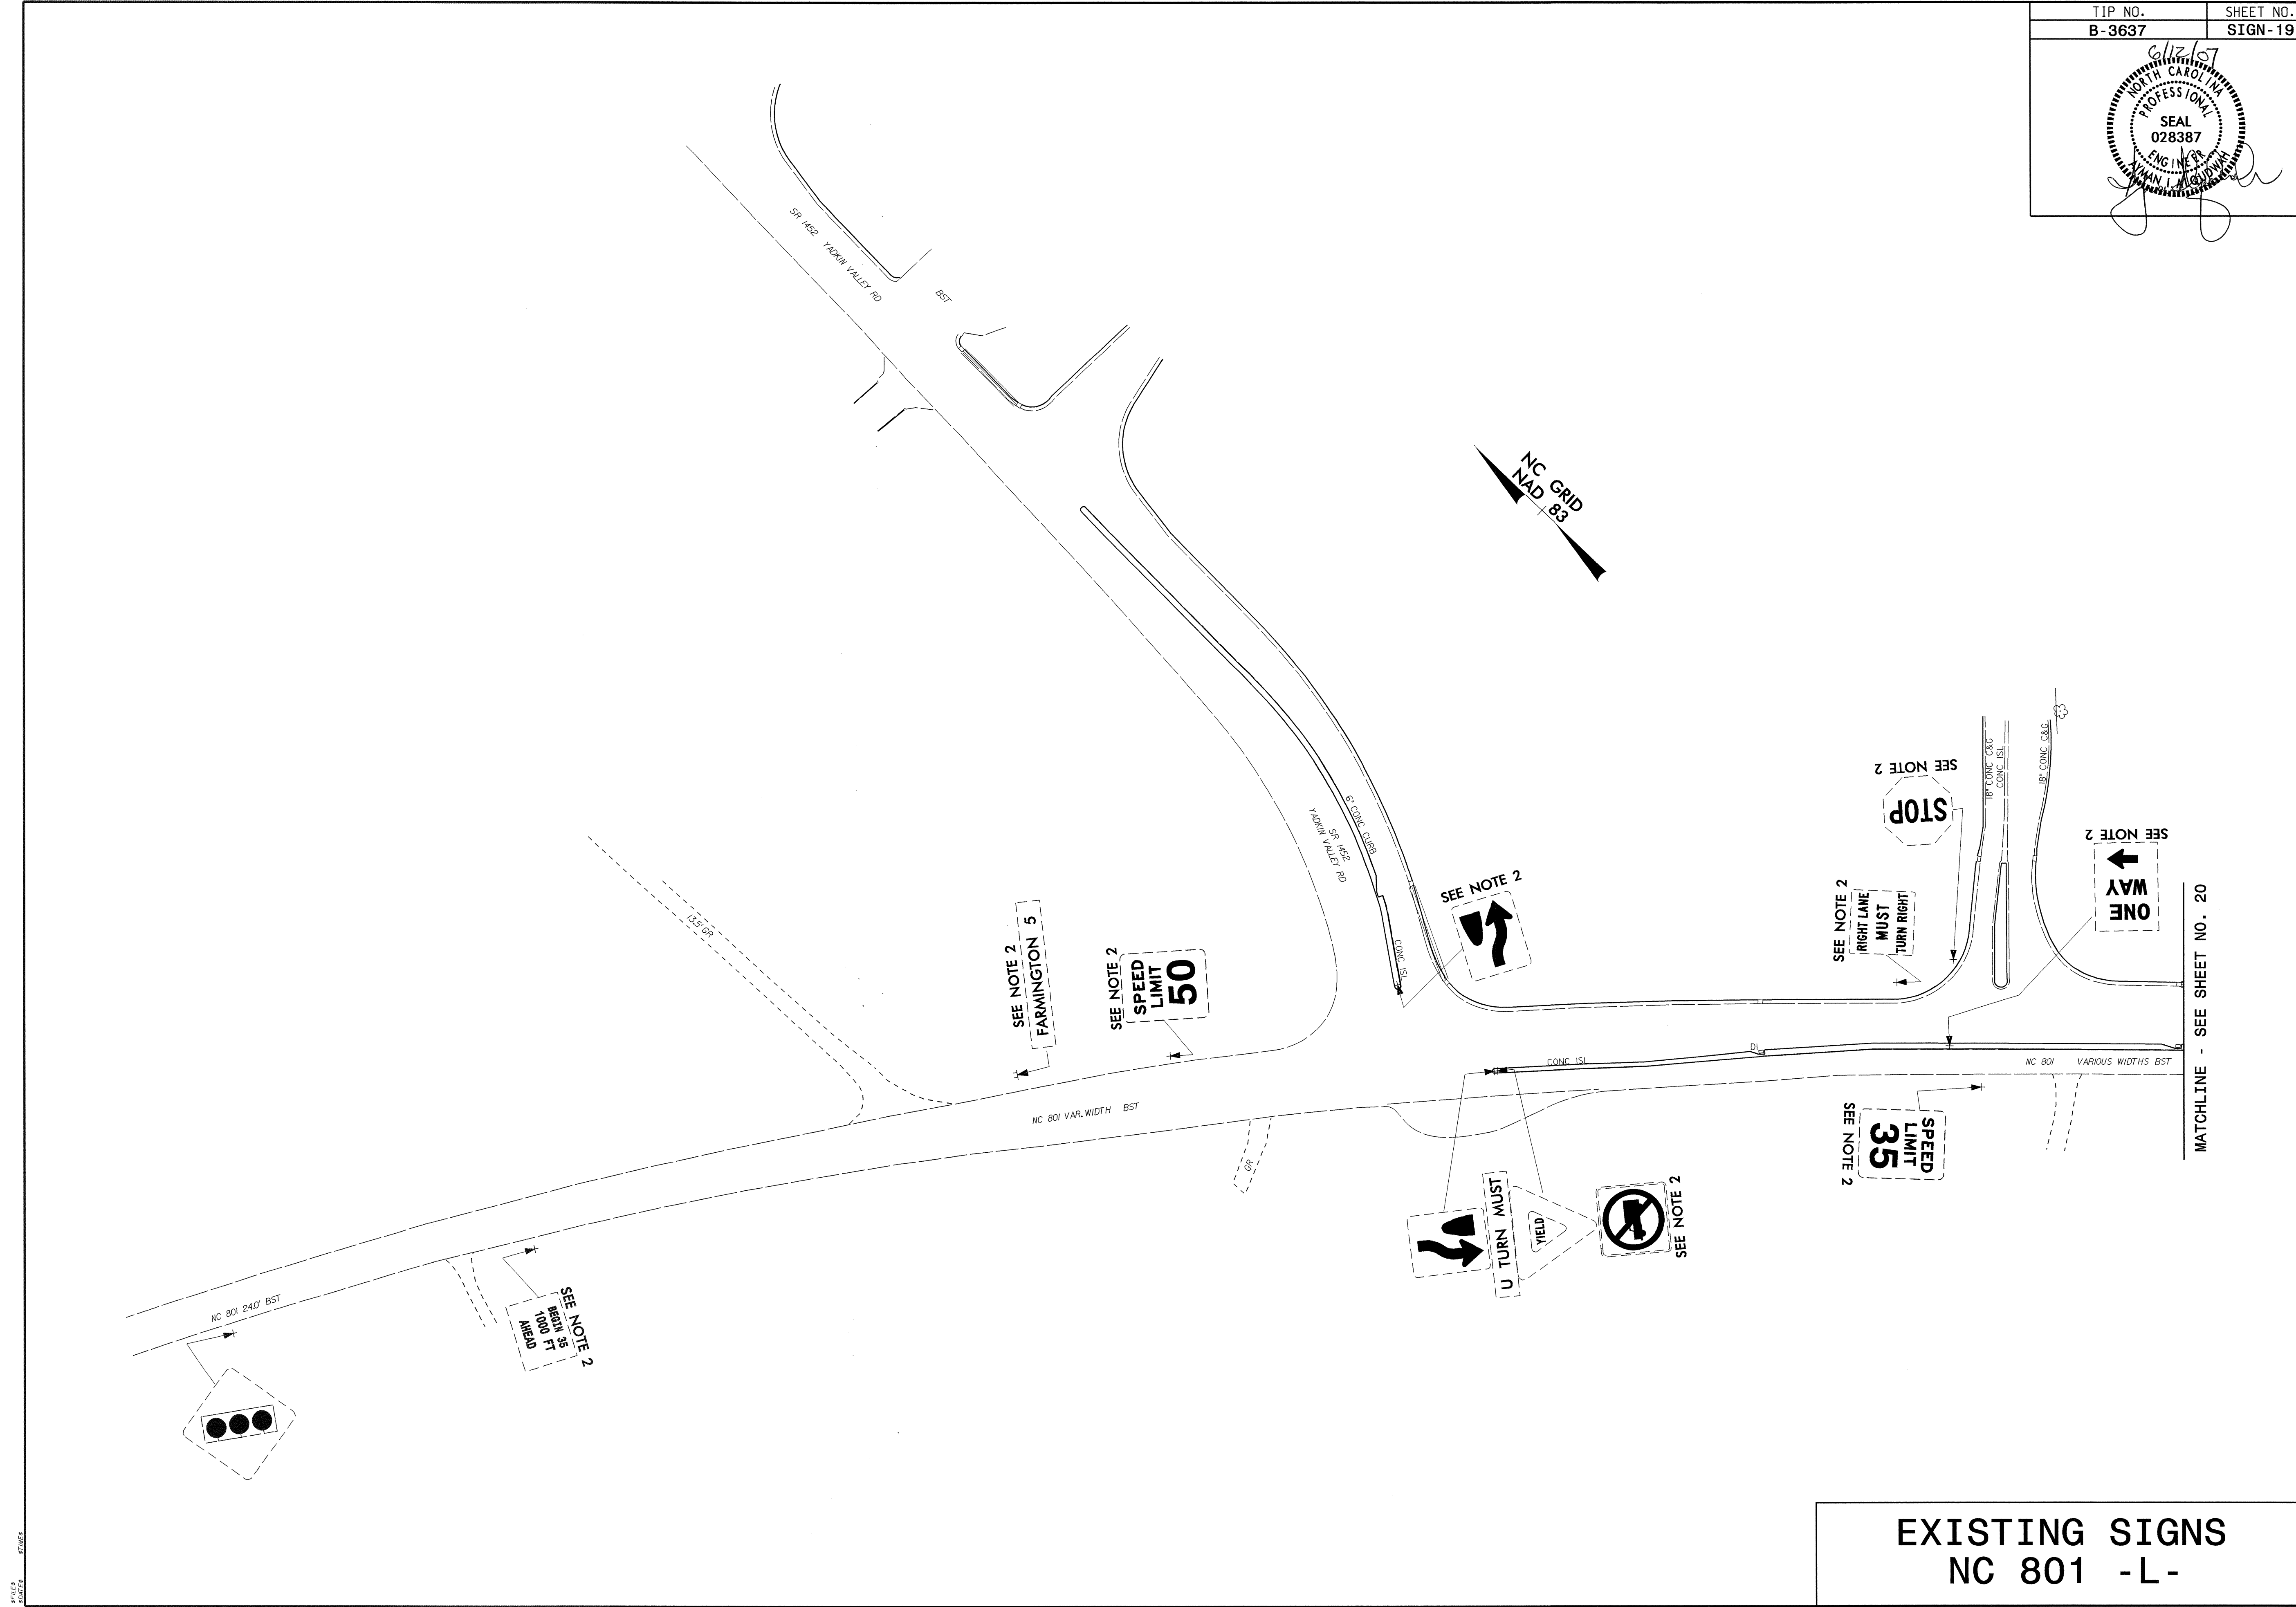 TIP NO.
SHEET NO.
B-3637
SIGN-19
6/12/07
NORTH CAROLINA
PROFESSIONAL
SEAL
028387
ENGINEER
SR 1452 YADKIN VALLEY RD
BST
NC GRID
NAD 83
6" CONC CURB
SR 1452
YADKIN VALLEY RD
CONC ISL
SEE NOTE 2
SEE NOTE 2
STOP
18" CONC C&G
CONC ISL
18" CONC C&G
SEE NOTE 2
ONE
WAY
SEE NOTE 2
RIGHT LANE
MUST
TURN RIGHT
MATCHLINE - SEE SHEET NO. 20
13.5' GR
SEE NOTE 2
FARMINGTON 5
SEE NOTE 2
SPEED
LIMIT
50
CONC ISL
DI
NC 801 VARIOUS WIDTHS BST
NC 801 VAR. WIDTH BST
GR
SEE NOTE 2
SPEED
LIMIT
35
U TURN MUST
YIELD
SEE NOTE 2
NC 801 24.0' BST
SEE NOTE 2
BEGIN 35
1000 FT
AHEAD
EXISTING SIGNS
NC 801 -L-
$FILE$
$DATE$ $TIME$